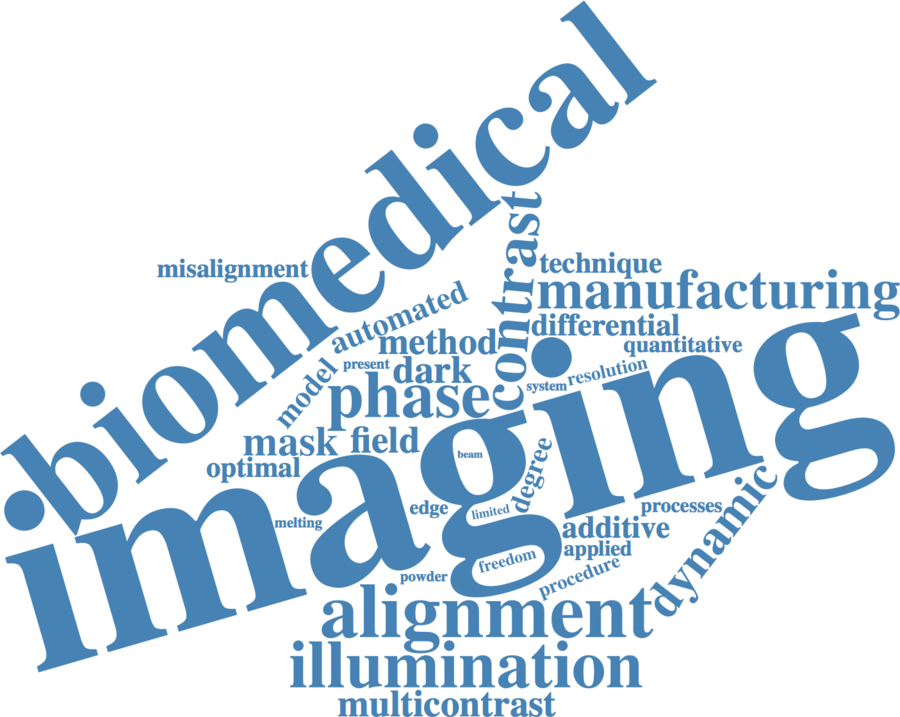 biomedical
contrast
misalignment
technique
automated
manufacturing
differential
method
quantitative
present
dark
model
system
resolution
phase
imaging
mask
field
optimal
beam
degree
melting
edge
limited
processes
dynamic
additive
applied
freedom
powder
procedure
alignment
illumination
multicontrast